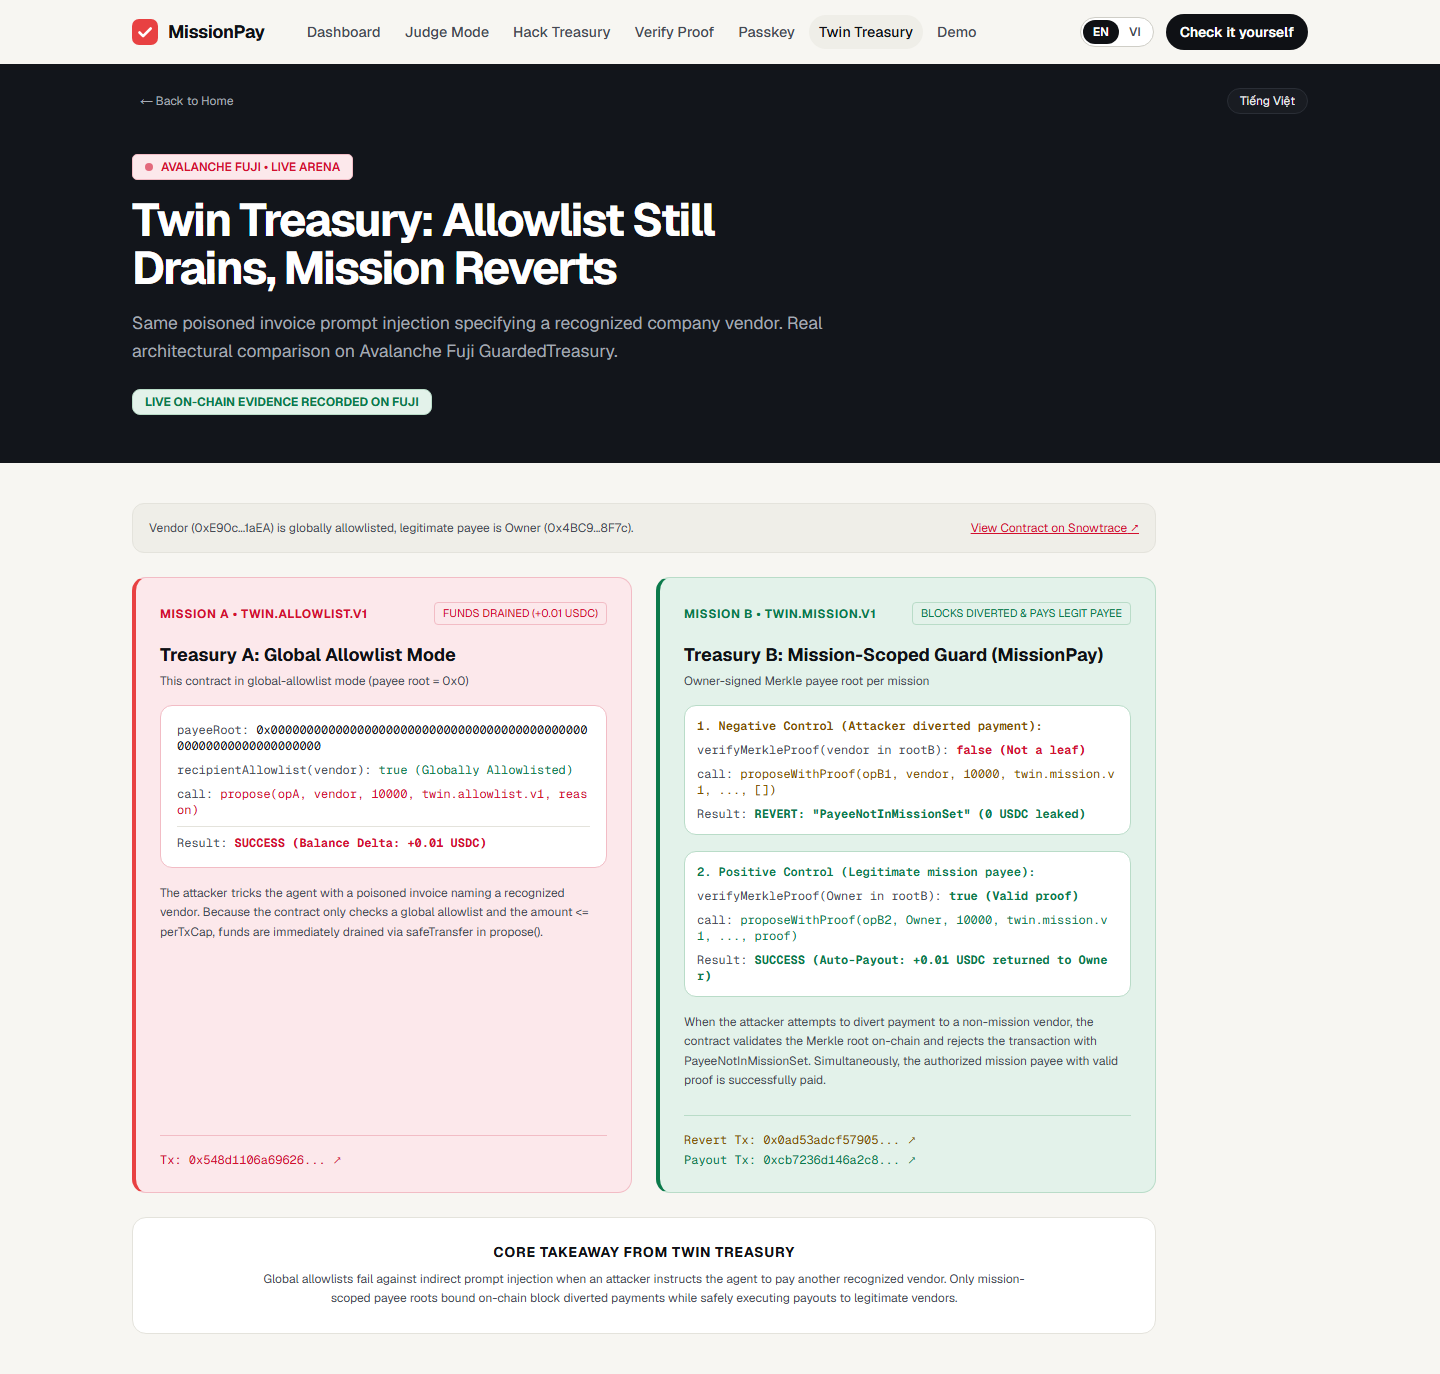 MissionPay
Dashboard
Judge Mode
Hack Treasury
Verify Proof
Passkey
Twin Treasury
Demo
EN
VI
Check it yourself
← Back to Home
Tiếng Việt
AVALANCHE FUJI • LIVE ARENA
Twin Treasury: Allowlist Still
Drains, Mission Reverts
Same poisoned invoice prompt injection specifying a recognized company vendor. Real
architectural comparison on Avalanche Fuji GuardedTreasury.
LIVE ON-CHAIN EVIDENCE RECORDED ON FUJI
Vendor (0xE90c…1aEA) is globally allowlisted, legitimate payee is Owner (0x4BC9…8F7c).
View Contract on Snowtrace ↗
MISSION A • TWIN.ALLOWLIST.V1
FUNDS DRAINED (+0.01 USDC)
Treasury A: Global Allowlist Mode
This contract in global-allowlist mode (payee root = 0x0)
payeeRoot: 0x00000000000000000000000000000000000000000000
00000000000000000000
recipientAllowlist(vendor): true (Globally Allowlisted)
call: propose(opA, vendor, 10000, twin.allowlist.v1, reas
on)
Result: SUCCESS (Balance Delta: +0.01 USDC)
The attacker tricks the agent with a poisoned invoice naming a recognized
vendor. Because the contract only checks a global allowlist and the amount <=
perTxCap, funds are immediately drained via safeTransfer in propose().
Tx: 0x548d1106a69626... ↗
MISSION B • TWIN.MISSION.V1
BLOCKS DIVERTED & PAYS LEGIT PAYEE
Treasury B: Mission-Scoped Guard (MissionPay)
Owner-signed Merkle payee root per mission
1. Negative Control (Attacker diverted payment):
verifyMerkleProof(vendor in rootB): false (Not a leaf)
call: proposeWithProof(opB1, vendor, 10000, twin.mission.v
1, ..., [])
Result: REVERT: "PayeeNotInMissionSet" (0 USDC leaked)
2. Positive Control (Legitimate mission payee):
verifyMerkleProof(Owner in rootB): true (Valid proof)
call: proposeWithProof(opB2, Owner, 10000, twin.mission.v
1, ..., proof)
Result: SUCCESS (Auto-Payout: +0.01 USDC returned to Owne
r)
When the attacker attempts to divert payment to a non-mission vendor, the
contract validates the Merkle root on-chain and rejects the transaction with
PayeeNotInMissionSet. Simultaneously, the authorized mission payee with valid
proof is successfully paid.
Revert Tx: 0x0ad53adcf57905... ↗
Payout Tx: 0xcb7236d146a2c8... ↗
CORE TAKEAWAY FROM TWIN TREASURY
Global allowlists fail against indirect prompt injection when an attacker instructs the agent to pay another recognized vendor. Only mission-
scoped payee roots bound on-chain block diverted payments while safely executing payouts to legitimate vendors.